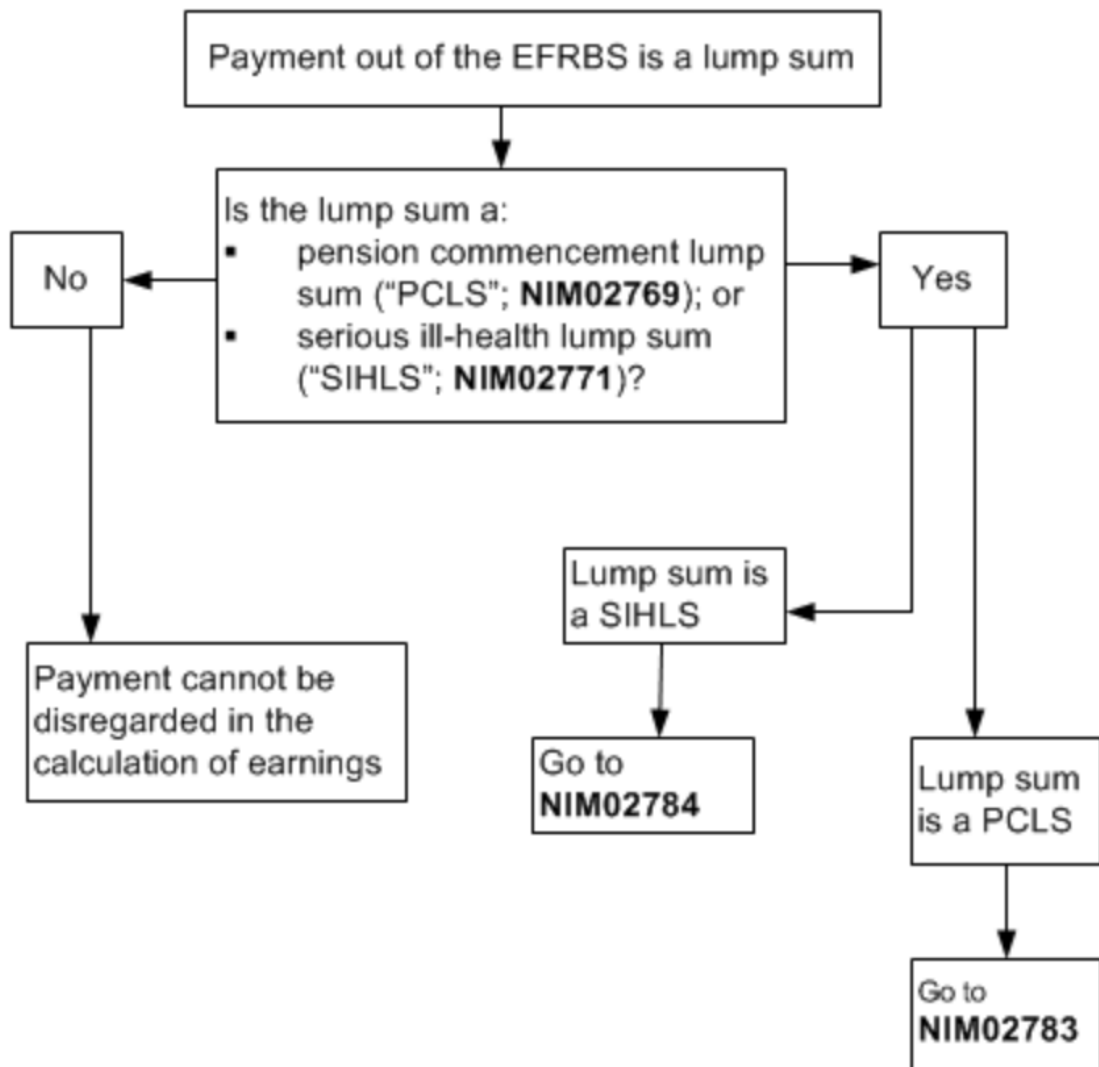 Payment out of the EFRBS is a lump sum
Is the lump sum a:
▪ pension commencement lump
sum (“PCLS”; NIM02769); or
▪ serious ill-health lump sum
(“SIHLS”; NIM02771)?
No
Yes
Lump sum is
a SIHLS
Payment cannot be
disregarded in the
calculation of earnings
Go to
NIM02784
Lump sum
is a PCLS
Go to
NIM02783